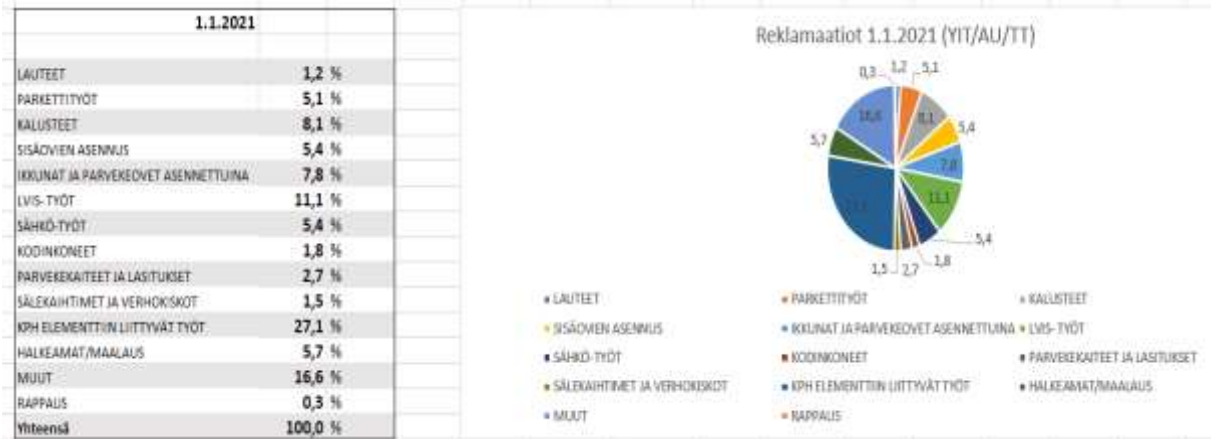 1.1.2021
LAUTEET 1,2 %
PARKETTITYÖT 5,1 %
KALUSTEET 8,1 %
SISÄOVIEN ASENNUS 5,4 %
IKKUNAT JA PARVEKEOVET ASENNETTUINA 7,8 %
LVIS- TYÖT 11,1 %
SÄHKÖ-TYÖT 5,4 %
KODINKONEET 1,8 %
PARVEKEKAITEET JA LASITUKSET 2,7 %
SÄLEKAIHTIMET JA VERHOKISKOT 1,5 %
KPH ELEMENTTIIN LIITTYVÄT TYÖT 27,1 %
HALKEAMAT/MAALAUS 5,7 %
MUUT 16,6 %
RAPPAUS 0,3 %
Yhteensä 100,0 %
Reklamaatiot 1.1.2021 (YIT/AU/TT)
0,3 1,2 5,1
16,6 8,1 5,4
5,7 7,8
27,1 11,1
5,4
1,5 2,7 1,8
LAUTEET PARKETTITYÖT KALUSTEET
SISÄOVIEN ASENNUS IKKUNAT JA PARVEKEOVET ASENNETTUINA LVIS- TYÖT
SÄHKÖ-TYÖT KODINKONEET PARVEKEKAITEET JA LASITUKSET
SÄLEKAIHTIMET JA VERHOKISKOT KPH ELEMENTTIIN LIITTYVÄT TYÖT HALKEAMAT/MAALAUS
MUUT RAPPAUS